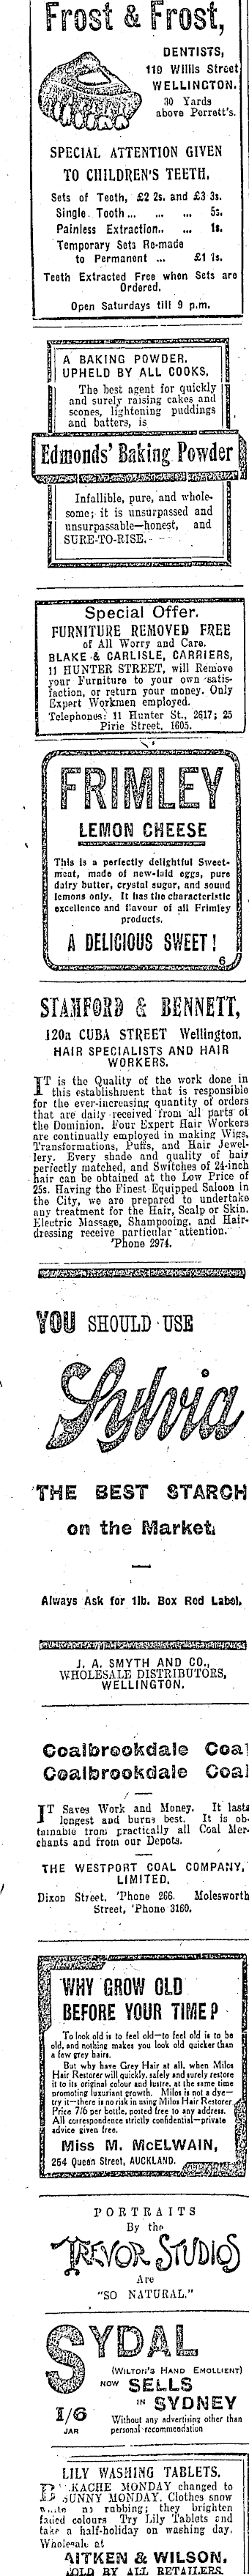 Frost & Frost,
DENTISTS,
119 Willis Street
WELLINGTON.
30 Yards
above Perrett's.
SPECIAL ATTENTION GIVEN
TO CHILDREN'S TEETH.
Sets of Teeth, £2 2s. and £3 3s.
Single Tooth... ... ... 5s.
Painless Extraction.. ... 1s.
Temporary Sets Re-made
to Permanent ... £1 1s.
Teeth Extracted Free when Sets are
Ordered.
Open Saturdays till 9 p.m.
A BAKING POWDER.
UPHELD BY ALL COOKS.
The best agent for quickly
and surely raising cakes and
scones, lightening puddings
and batters, is
Edmonds' Baking Powder
Infallible, pure, and whole-
some; it is unsurpassed and
unsurpassable—honest, and
SURE-TO-RISE.
Special Offer.
FURNITURE REMOVED FREE
of All Worry and Care.
BLAKE & CARLISLE, CARRIERS,
11 HUNTER STREET, will Remove
your Furniture to your own satis-
faction, or return your money. Only
Expert Workmen employed.
Telephones: 11 Hunter St., 2617; 25
Pirie Street, 1605.
FRIMLEY
LEMON CHEESE
This is a perfectly delightful Sweet-
meat, made of new-laid eggs, pure
dairy butter, crystal sugar, and sound
lemons only. It has the characteristic
excellence and flavour of all Frimley
products.
A DELICIOUS SWEET!
6
STAMFORD & BENNETT,
120a CUBA STREET Wellington.
HAIR SPECIALISTS AND HAIR
WORKERS.
IT is the Quality of the work done in
this establishment that is responsible
for the ever-increasing quantity of orders
that are daily received from all parts of
the Dominion. Four Expert Hair Workers
are continually employed in making Wigs,
Transformations, Puffs, and Hair Jewel-
lery. Every shade and quality of hair
perfectly matched, and Switches of 24-inch
hair can be obtained at the Low Price of
25s. Having the Finest Equipped Saloon in
the City, we are prepared to undertake
any treatment for the Hair, Scalp or Skin.
Electric Massage, Shampooing, and Hair-
dressing receive particular attention.
'Phone 2974.
YOU SHOULD USE
Sylvia
THE BEST STARCH
on the Market.
Always Ask for 1lb. Box Red Label.
J. A. SMYTH AND CO.,
WHOLESALE DISTRIBUTORS,
WELLINGTON.
Coalbrookdale Coal
Coalbrookdale Coal
IT Saves Work and Money. It lasts
longest and burns best. It is ob-
tainable from practically all Coal Mer-
chants and from our Depots.
THE WESTPORT COAL COMPANY,
LIMITED,
Dixon Street, 'Phone 266. Molesworth
Street, 'Phone 3160.
WHY GROW OLD
BEFORE YOUR TIME?
To look old is to feel old—to feel old is to be
old, and nothing makes you look old quicker than
a few grey hairs.
But why have Grey Hair at all, when Milos
Hair Restorer will quickly, safely and surely restore
it to its original colour and lustre, at the same time
promoting luxuriant growth. Milos is not a dye—
try it—there is no risk in using Milos Hair Restorer
Price 7/6 per bottle, posted free to any address.
All correspondence strictly confidential—private
advice given free.
Miss M. McELWAIN,
254 Queen Street, AUCKLAND.
PORTRAITS
By the
TREVOR STUDIOS
Are
"SO NATURAL."
SYDAL
(WILTON'S HAND EMOLLIENT)
NOW SELLS
IN SYDNEY
1/6
JAR
Without any advertising other than
personal recommendation
LILY WASHING TABLETS.
MONDAY changed to
SUNNY MONDAY. Clothes snow
no rubbing; they brighten
faded colours Try Lily Tablets and
take a half-holiday on washing day.
Wholesale at
AITKEN & WILSON.
SOLD BY ALL RETAILERS.